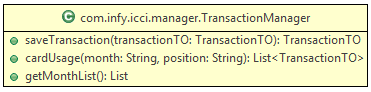 C com.infy.icci.manager.TransactionManager
saveTransaction(transactionTO: TransactionTO): TransactionTO
cardUsage(month: String, position: String): List<TransactionTO>
getMonthList(): List